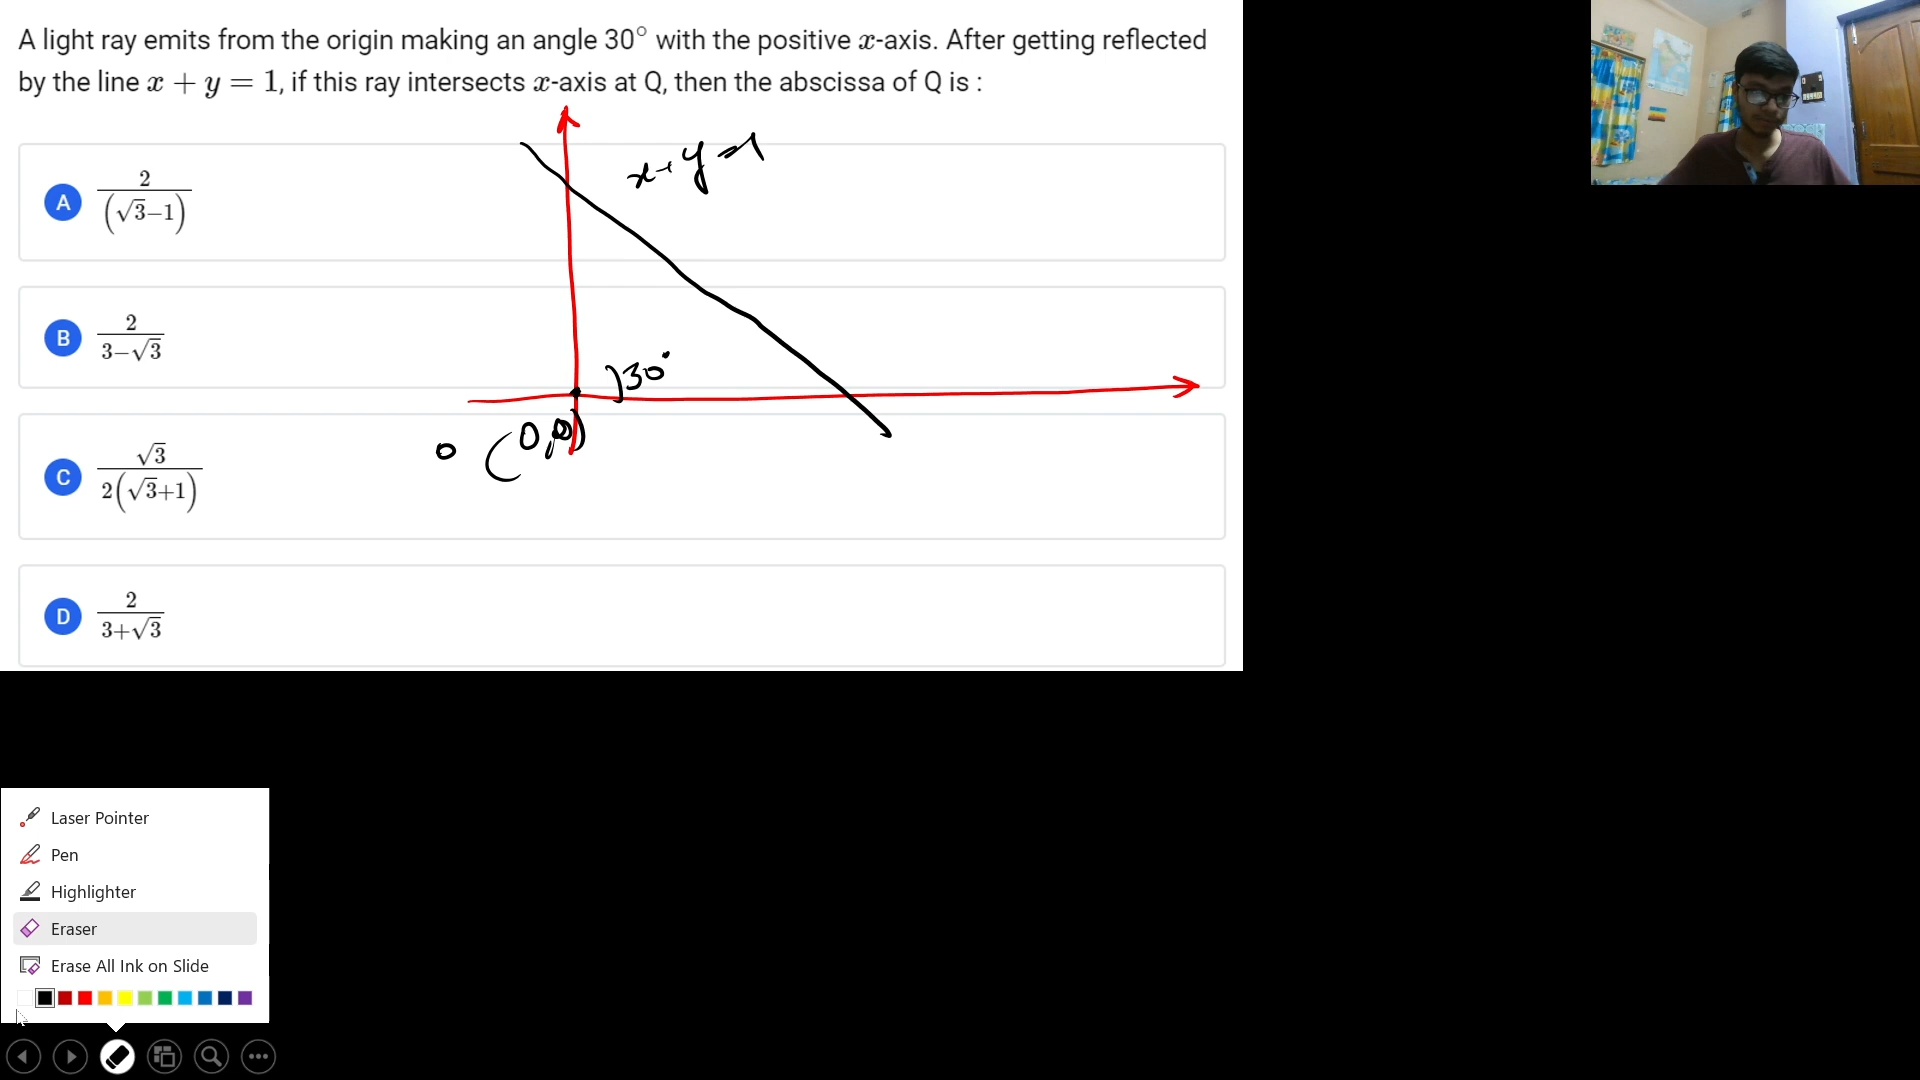 A light ray emits from the origin making an angle 30° with the positive x-axis. After getting reflected
by the line x + y = 1, if this ray intersects x-axis at Q, then the abscissa of Q is :
x+y=1
A 2/(√3−1)
B 2/3−√3
)30°
0 (0,0)
C √3/2(√3+1)
D 2/3+√3
Laser Pointer
Pen
Highlighter
Eraser
Erase All Ink on Slide